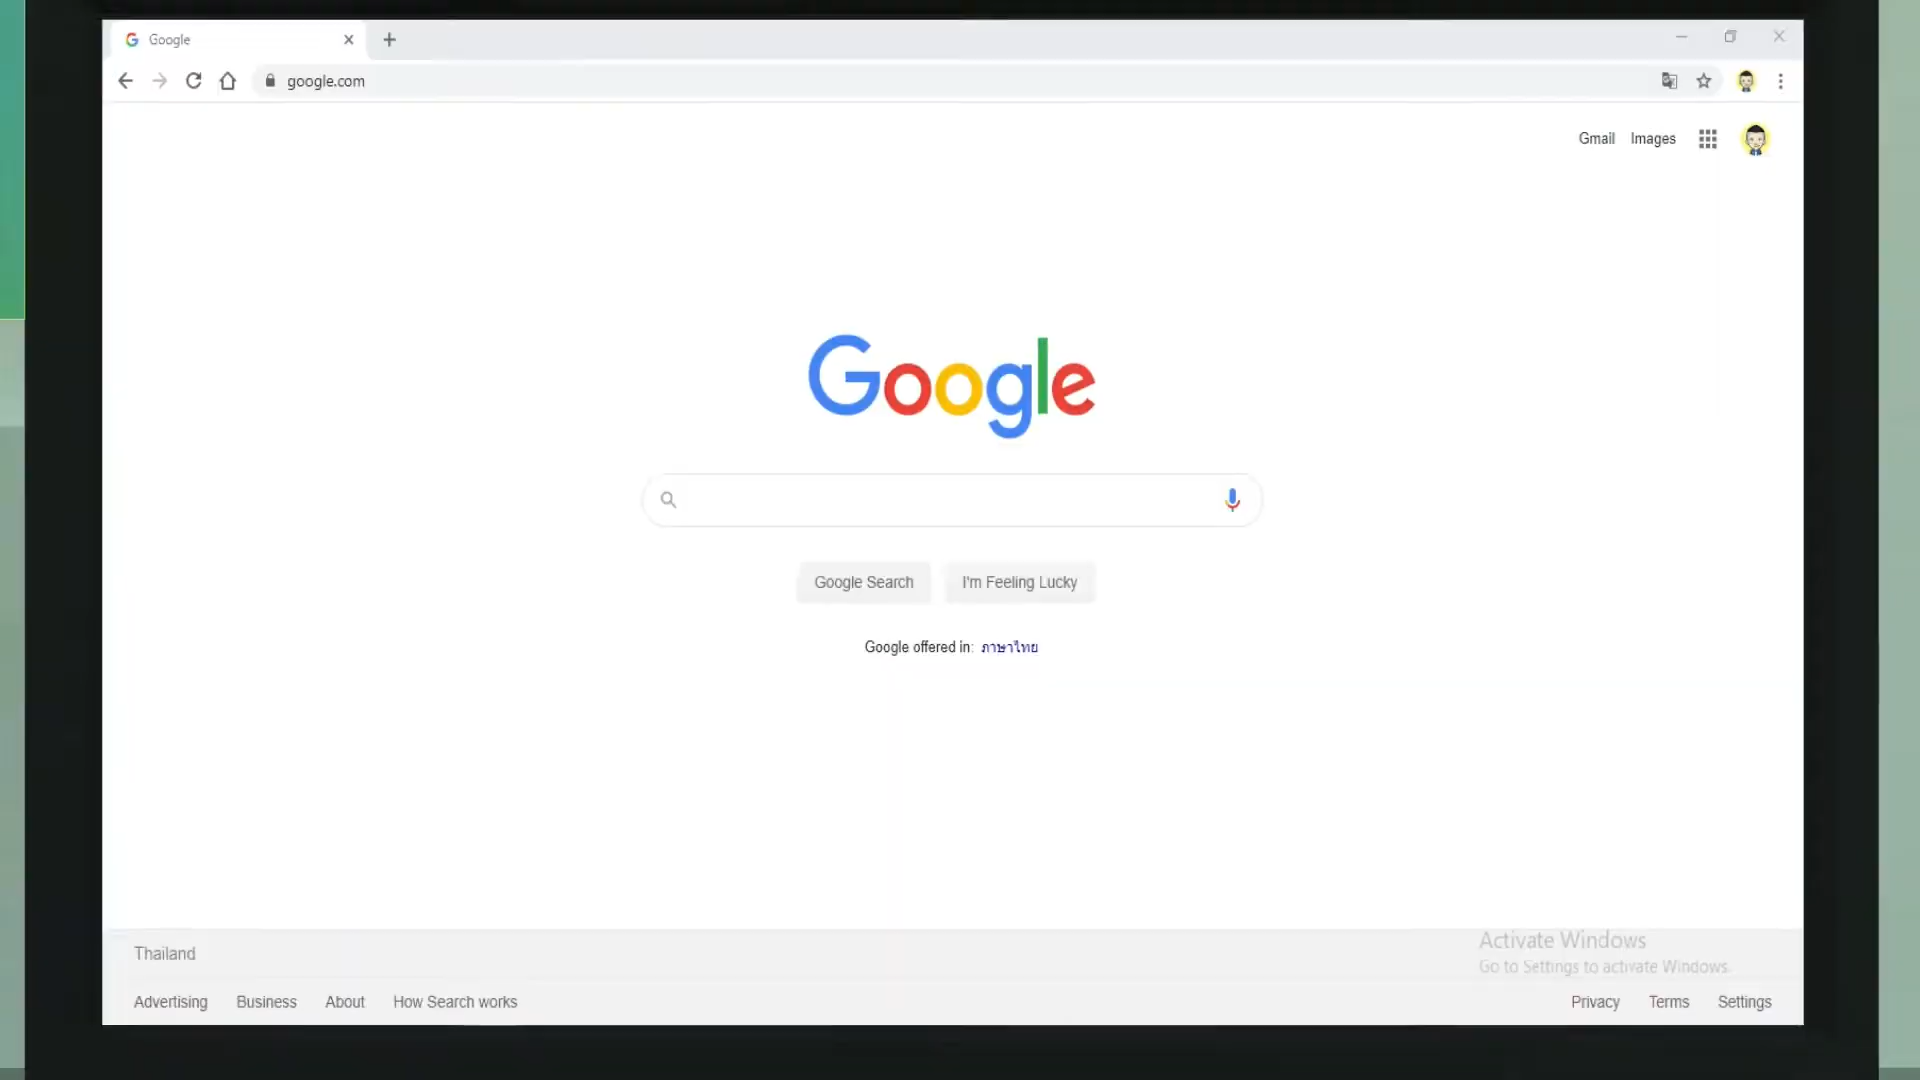 Google
google.com
Gmail Images
Google
Google Search I'm Feeling Lucky
Google offered in: ภาษาไทย
Thailand
Activate Windows
Go to Settings to activate Windows.
Advertising Business About How Search works Privacy Terms Settings